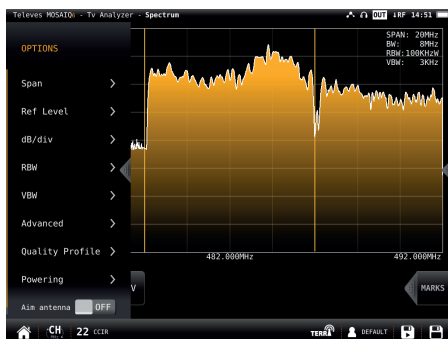 Televes MOSAIQ6 - Tv Analyzer - Spectrum
OUT ↓RF 14:51
SPAN: 20MHz
BW: 8MHz
RBW:100KHzW
VBW: 3KHz
OPTIONS
Span
Ref Level
dB/div
RBW
VBW
Advanced
Quality Profile
Powering
Aim antenna OFF
482.000MHz 492.000MHz
V
MARKS
CH 22 CCIR
TERR
DEFAULT